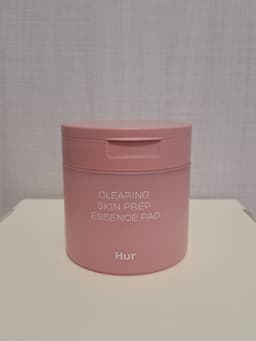 CLEARING
SKIN PREP
ESSENCE PAD
Hur